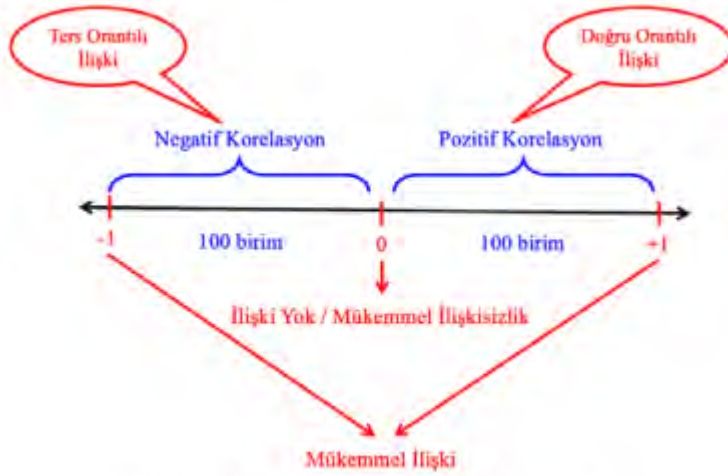 Ters Orantılı
İlişki
Doğru Orantılı
İlişki
Negatif Korelasyon
Pozitif Korelasyon
-1
100 birim
0
100 birim
+1
İlişki Yok / Mükemmel İlişkisizlik
Mükemmel İlişki